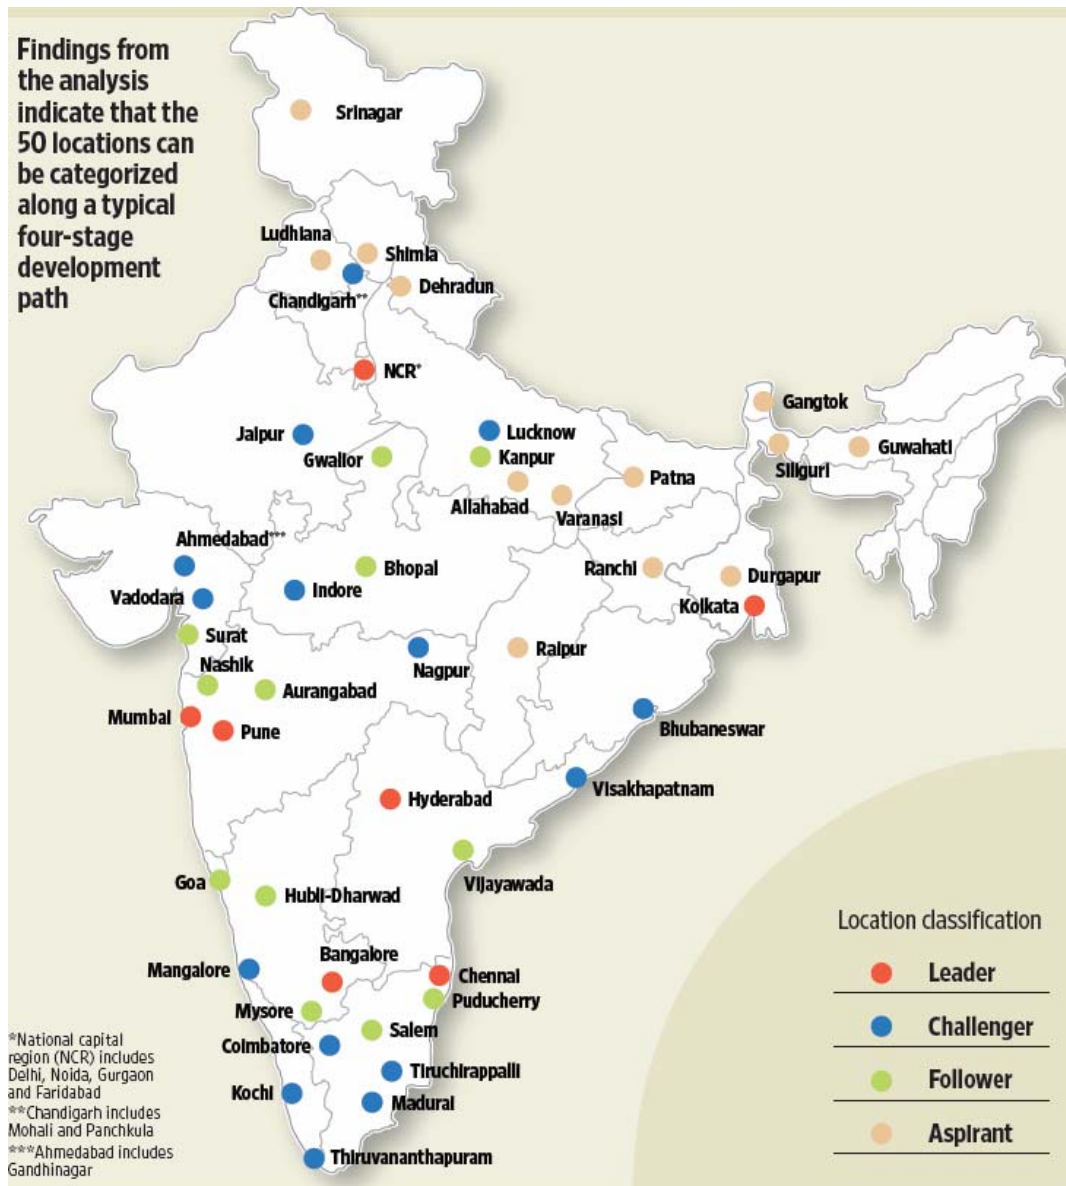 Findings from
the analysis
indicate that the
50 locations can
be categorized
along a typical
four-stage
development
path
Srinagar
Ludhiana
Shimla
Chandigarh**
Dehradun
NCR*
Gangtok
Jaipur
Lucknow
Guwahati
Gwalior
Kanpur
Siliguri
Patna
Allahabad
Varanasi
Ahmedabad***
Bhopal
Ranchi
Durgapur
Vadodara
Indore
Kolkata
Surat
Raipur
Nashik
Nagpur
Aurangabad
Mumbai
Pune
Bhubaneswar
Visakhapatnam
Hyderabad
Goa
Vijayawada
Hubli-Dharwad
Bangalore
Mangalore
Chennai
Puducherry
Mysore
Salem
Coimbatore
Tiruchirappalli
Kochi
Madurai
Thiruvananthapuram
Location classification
Leader
Challenger
Follower
Aspirant
*National capital
region (NCR) includes
Delhi, Noida, Gurgaon
and Faridabad
**Chandigarh includes
Mohali and Panchkula
***Ahmedabad includes
Gandhinagar